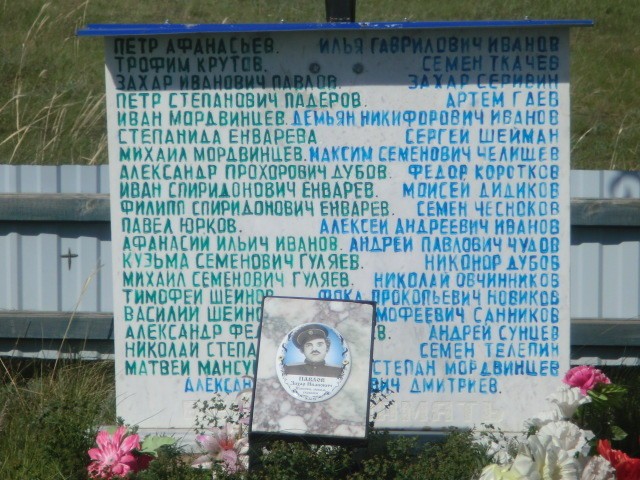 ПЕТР АФАНАСЬЕВ. ИЛЬЯ ГАВРИЛОВИЧ ИВАНОВ
ТРОФИМ КРУТОВ. СЕМЕН ТКАЧЕВ
ЗАХАР ИВАНОВИЧ ПАВЛОВ. ЗАХАР СЕРИВИН
ПЕТР СТЕПАНОВИЧ ПАДЕРОВ. АРТЕМ ГАЕВ
ИВАН МОРДВИНЦЕВ. ДЕМЬЯН НИКИФОРОВИЧ ИВАНОВ
СТЕПАНИДА ЕНВАРЕВА СЕРГЕЙ ШЕЙМАН
МИХАИЛ МОРДВИНЦЕВ. МАКСИМ СЕМЕНОВИЧ ЧЕЛИЩЕВ
АЛЕКСАНДР ПРОХОРОВИЧ ДУБОВ. ФЕДОР КОРОТКОВ
ИВАН СПИРИДОНОВИЧ ЕНВАРЕВ. МОИСЕЙ ДИДИКОВ
ФИЛИПП СПИРИДОНОВИЧ ЕНВАРЕВ. СЕМЕН ЧЕСНОКОВ
ПАВЕЛ ЮРКОВ. АЛЕКСЕЙ АНДРЕЕВИЧ ИВАНОВ
АФАНАСИЙ ИЛЬИЧ ИВАНОВ. АНДРЕЙ ПАВЛОВИЧ ЧУДОВ
КУЗЬМА СЕМЕНОВИЧ ГУЛЯЕВ. НИКОНОР ДУБОВ
МИХАИЛ СЕМЕНОВИЧ ГУЛЯЕВ. НИКОЛАЙ ОВЧИННИКОВ
ТИМОФЕЙ ПРОКОПЬЕВИЧ НОВИКОВ
ВАСИЛИЙ САННИКОВ
АЛЕКСАНДР АНДРЕЙ СУНЦЕВ
НИКОЛАЙ СЕМЕН ТЕЛЕПИН
МАТВЕЙ СТЕПАН МОРДВИНЦЕВ
ДМИТРИЕВ.